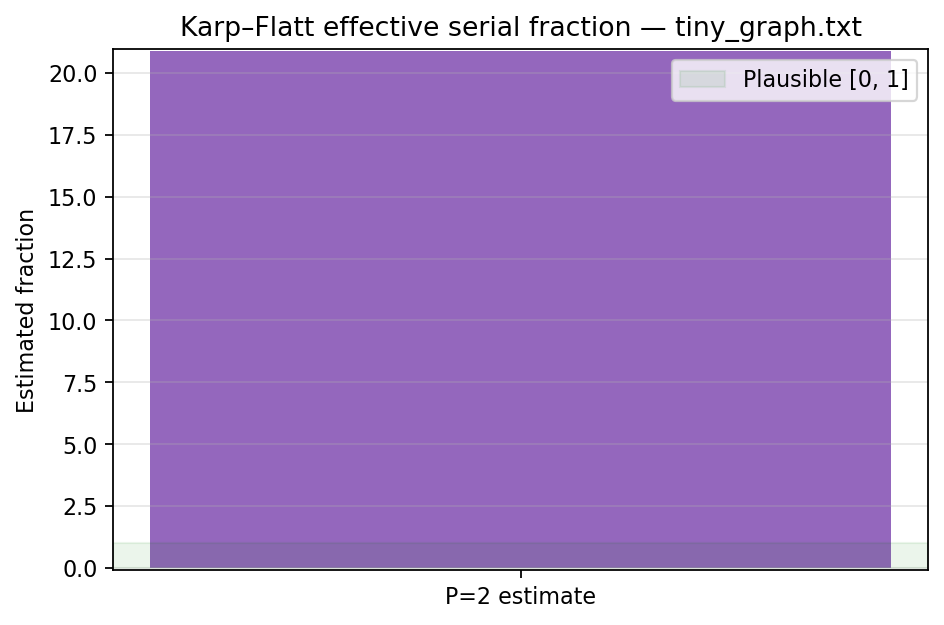 Karp–Flatt effective serial fraction — tiny_graph.txt
Plausible [0, 1]
Estimated fraction
20.0
17.5
15.0
12.5
10.0
7.5
5.0
2.5
0.0
P=2 estimate